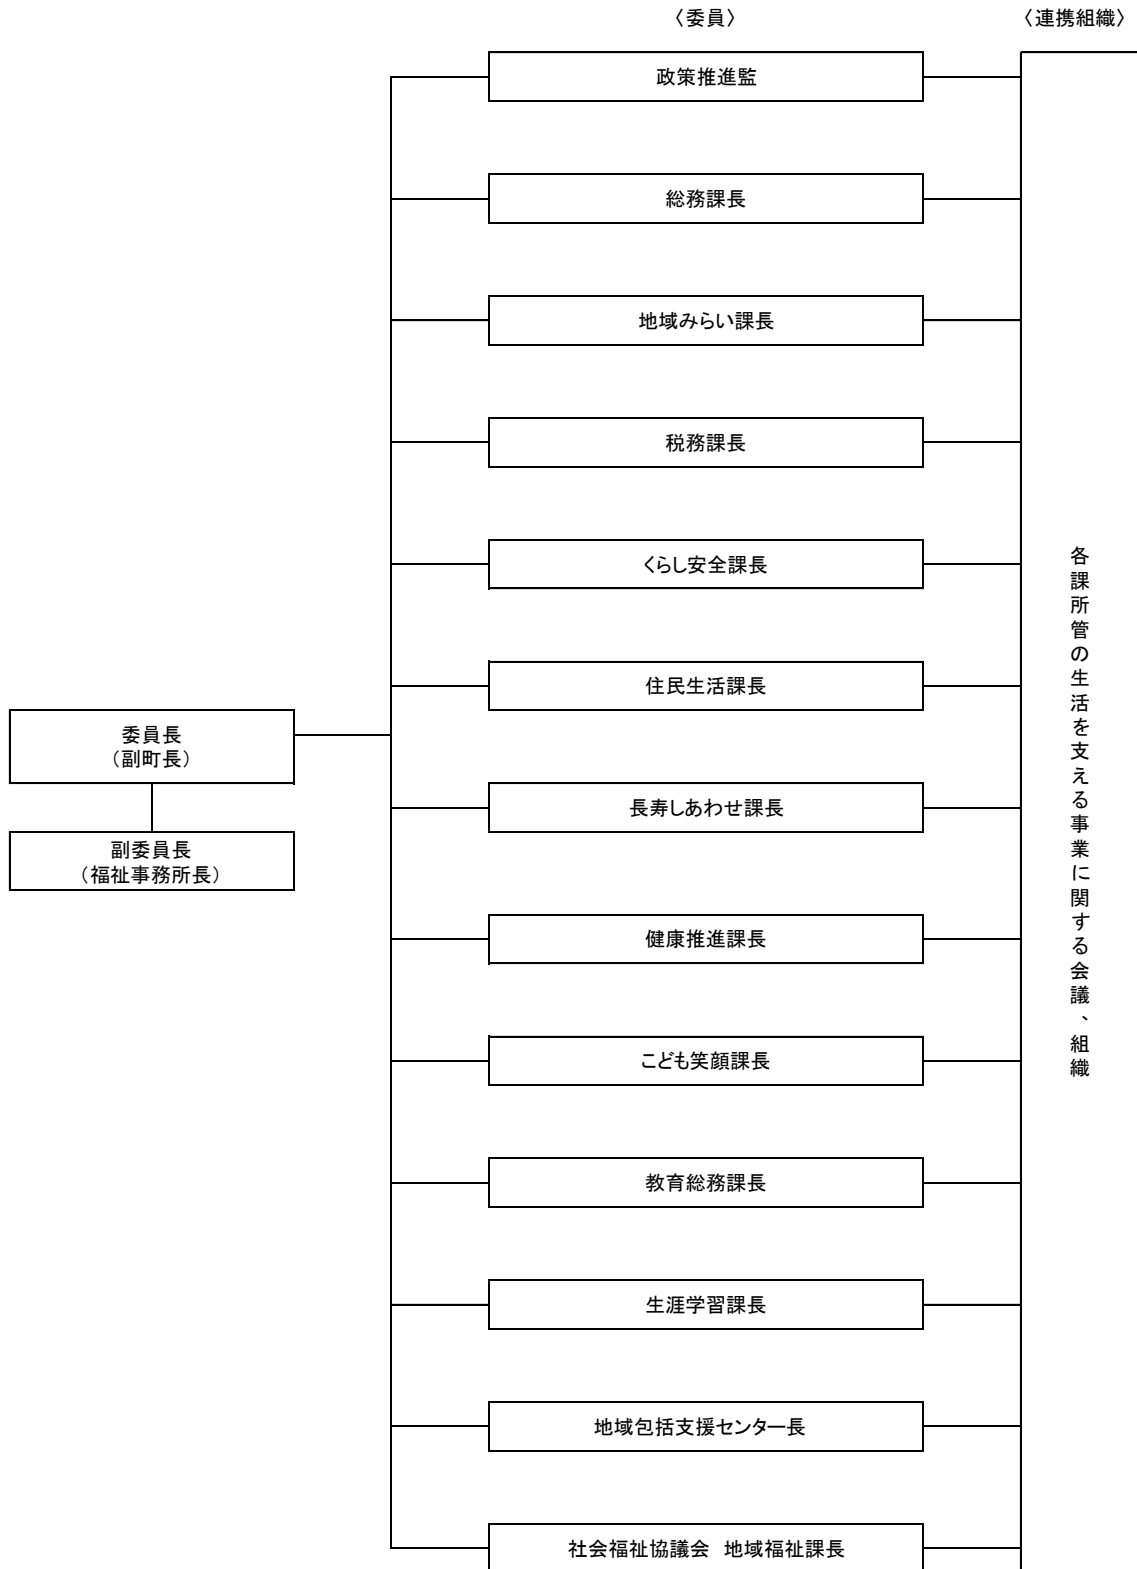 〈委員〉
〈連携組織〉
政策推進監
総務課長
地域みらい課長
税務課長
くらし安全課長
住民生活課長
委員長
（副町長）
長寿しあわせ課長
副委員長
（福祉事務所長）
健康推進課長
こども笑顔課長
教育総務課長
生涯学習課長
地域包括支援センター長
社会福祉協議会　地域福祉課長
各課所管の生活を支える事業に関する会議、組織